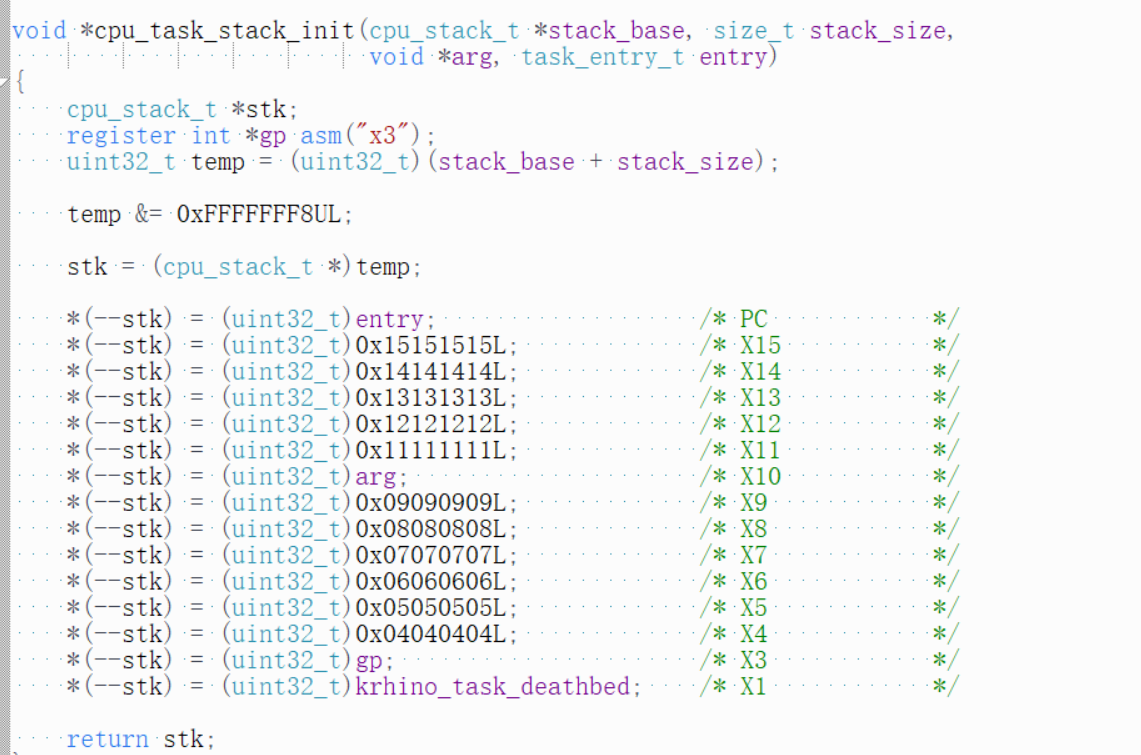 void *cpu_task_stack_init(cpu_stack_t *stack_base, size_t stack_size,
void *arg, task_entry_t entry)
{
cpu_stack_t *stk;
register int *gp asm("x3");
uint32_t temp = (uint32_t)(stack_base + stack_size);
temp &= 0xFFFFFFF8UL;
stk = (cpu_stack_t *)temp;
*(--stk) = (uint32_t)entry; /* PC */
*(--stk) = (uint32_t)0x15151515L; /* X15 */
*(--stk) = (uint32_t)0x14141414L; /* X14 */
*(--stk) = (uint32_t)0x13131313L; /* X13 */
*(--stk) = (uint32_t)0x12121212L; /* X12 */
*(--stk) = (uint32_t)0x11111111L; /* X11 */
*(--stk) = (uint32_t)arg; /* X10 */
*(--stk) = (uint32_t)0x09090909L; /* X9 */
*(--stk) = (uint32_t)0x08080808L; /* X8 */
*(--stk) = (uint32_t)0x07070707L; /* X7 */
*(--stk) = (uint32_t)0x06060606L; /* X6 */
*(--stk) = (uint32_t)0x05050505L; /* X5 */
*(--stk) = (uint32_t)0x04040404L; /* X4 */
*(--stk) = (uint32_t)gp; /* X3 */
*(--stk) = (uint32_t)krhino_task_deathbed; /* X1 */
return stk;